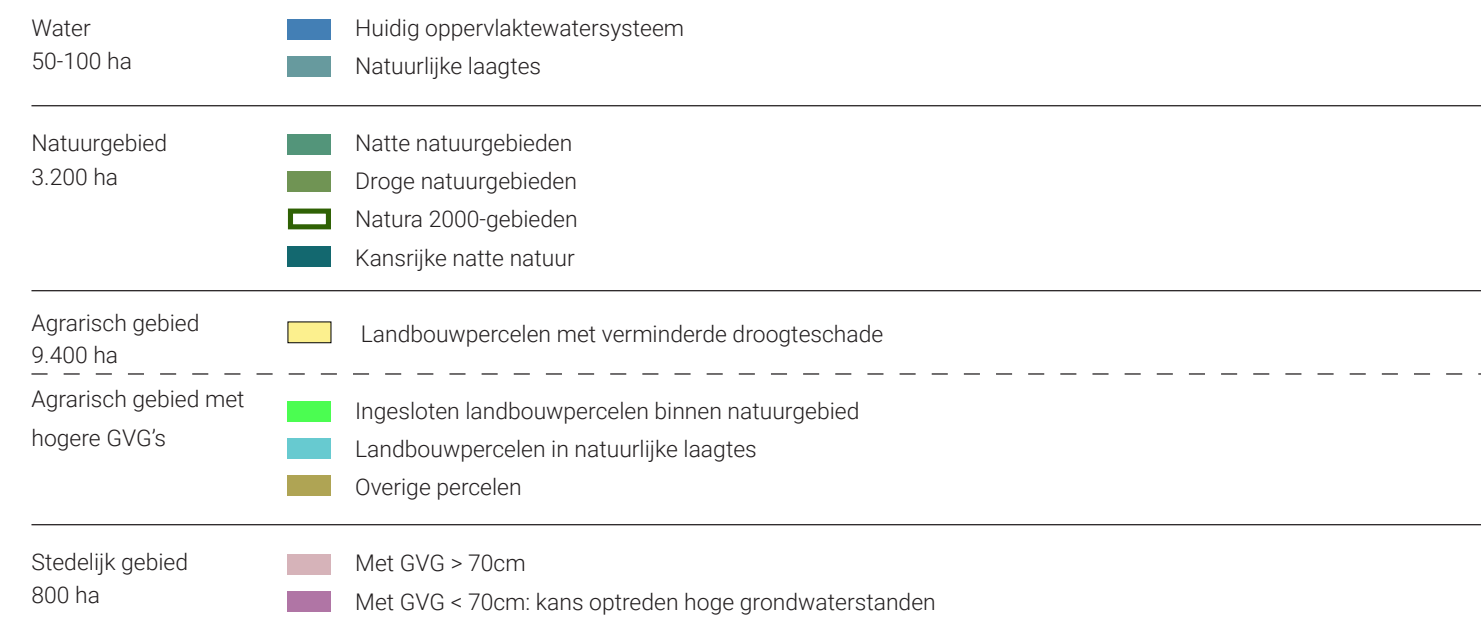 Water
50-100 ha
Huidig oppervlaktewatersysteem
Natuurlijke laagtes
Natuurgebied
3.200 ha
Natte natuurgebieden
Droge natuurgebieden
Natura 2000-gebieden
Kansrijke natte natuur
Agrarisch gebied
9.400 ha
Landbouwpercelen met verminderde droogteschade
Agrarisch gebied met
hogere GVG's
Ingesloten landbouwpercelen binnen natuurgebied
Landbouwpercelen in natuurlijke laagtes
Overige percelen
Stedelijk gebied
800 ha
Met GVG > 70cm
Met GVG < 70cm: kans optreden hoge grondwaterstanden